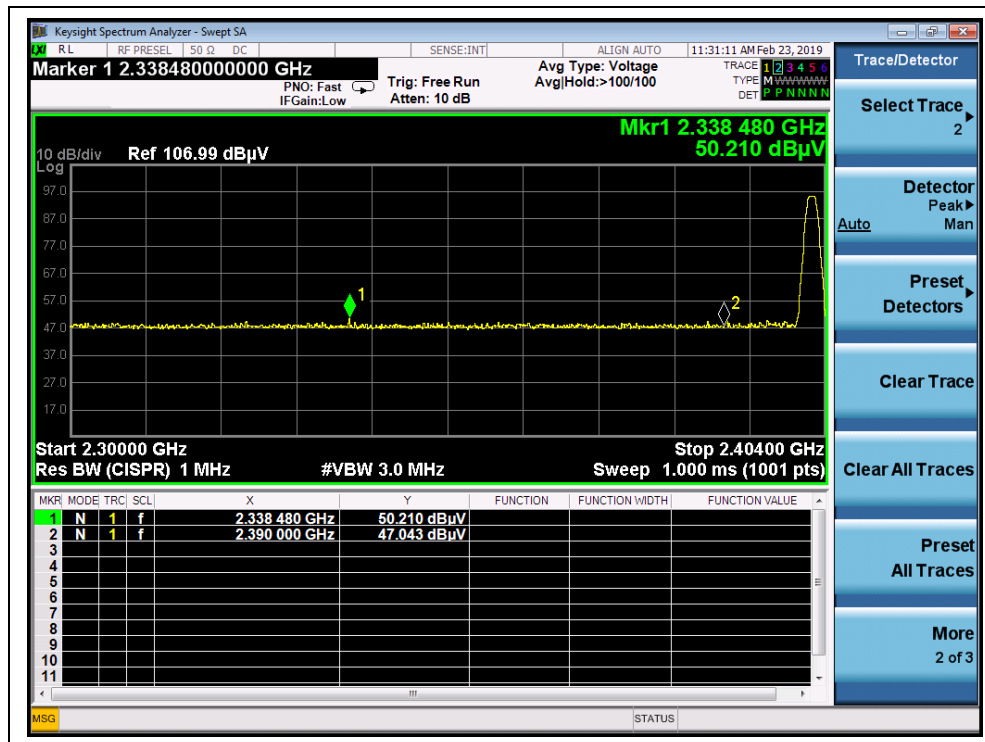 Keysight Spectrum Analyzer - Swept SA
LXI RL RF PRESEL 50 Ω DC SENSE:INT ALIGN AUTO 11:31:11 AM Feb 23, 2019
Marker 1 2.338480000000 GHz
PNO: Fast
IFGain:Low
Trig: Free Run
Atten: 10 dB
Avg Type: Voltage
Avg|Hold:>100/100
TRACE 1 2 3 4 5 6
TYPE M W W W W W
DET P P N N N N
Mkr1 2.338 480 GHz
50.210 dBµV
10 dB/div Ref 106.99 dBµV
Log
97.0
87.0
77.0
67.0
57.0
47.0
37.0
27.0
17.0
1
2
Start 2.30000 GHz Stop 2.40400 GHz
Res BW (CISPR) 1 MHz #VBW 3.0 MHz Sweep 1.000 ms (1001 pts)
MKR MODE TRC SCL X Y FUNCTION FUNCTION WIDTH FUNCTION VALUE
1 N 1 f 2.338 480 GHz 50.210 dBµV
2 N 1 f 2.390 000 GHz 47.043 dBµV
3
4
5
6
7
8
9
10
11
MSG STATUS
Trace/Detector
Select Trace
2
Detector
Peak
Auto Man
Preset
Detectors
Clear Trace
Clear All Traces
Preset
All Traces
More
2 of 3